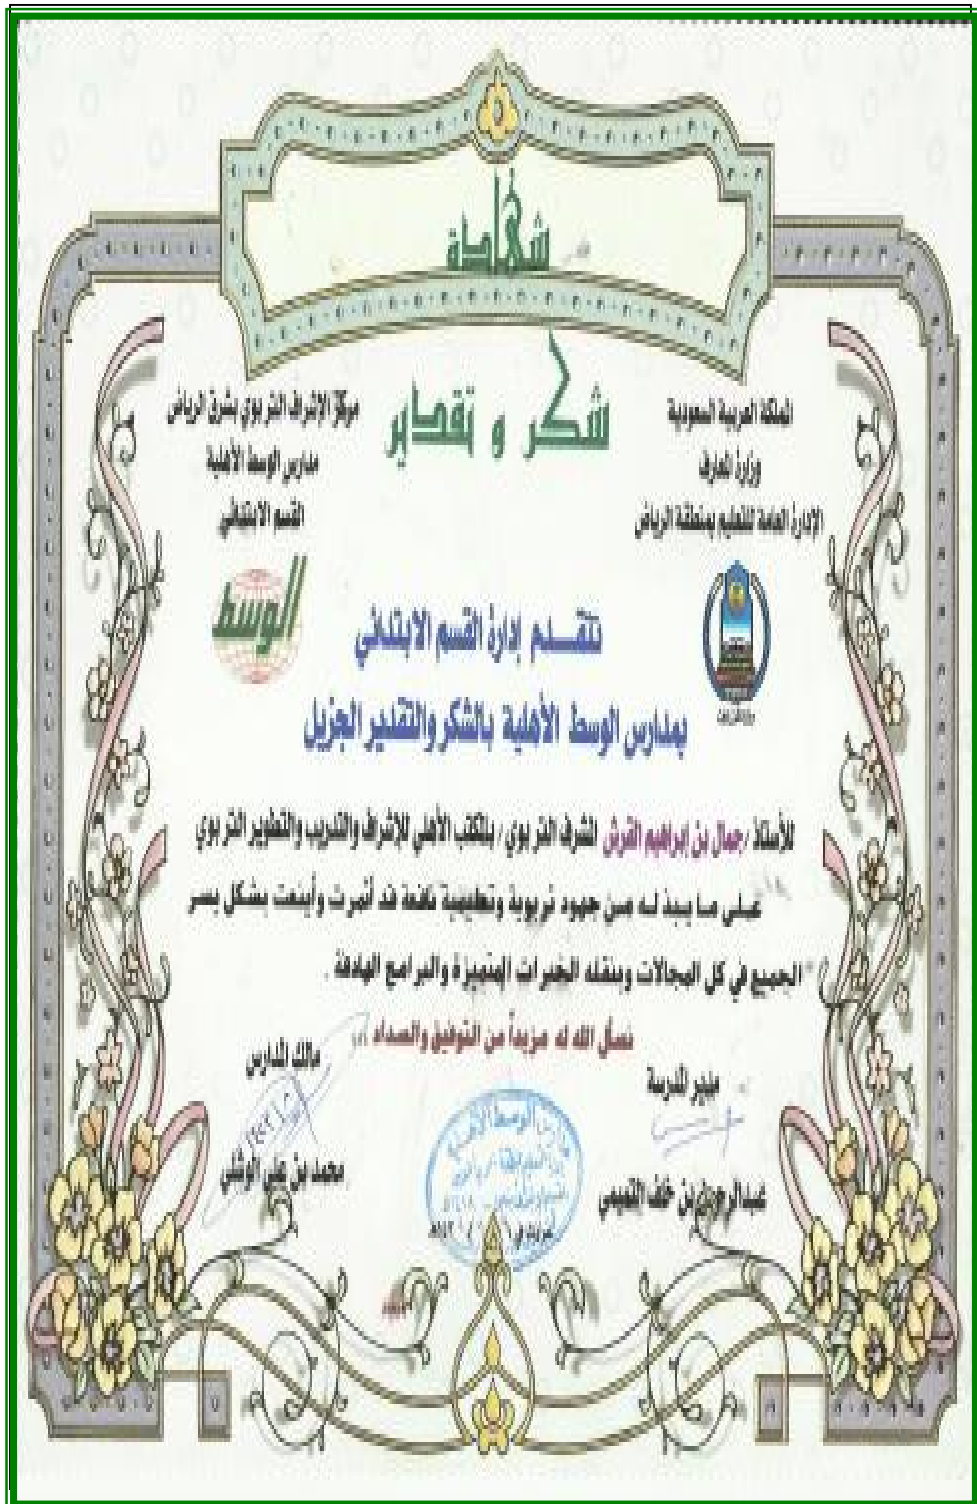 شهادة
شكر و تقدير
المملكة العربية السعودية
وزارة المعارف
الإدارة العامة للتعليم بمنطقة الرياض
مركز الإشراف التربوي بشرق الرياض
مدارس الوسط الأهلية
القسم الابتدائي
الوسط
تتقدم إدارة القسم الابتدائي
بمدارس الوسط الأهلية بالشكر والتقدير الجزيل
للأستاذ / جمال بن إبراهيم القرش المشرف التربوي / بالمكتب الأهلي للإشراف والتدريب والتطوير التربوي
على ما يبذله من جهود تربوية وتعليمية نافعة قد أثمرت وأينعت بشكل يسر
الجميع في كل المجالات وبنقله الخبرات المتميزة والبرامج الهادفة .
نسأل الله له مزيداً من التوفيق والسداد
مدير المدرسة
عبدالرحمن بن خلف التميمي
مالك المدارس
محمد بن علي الوشلي